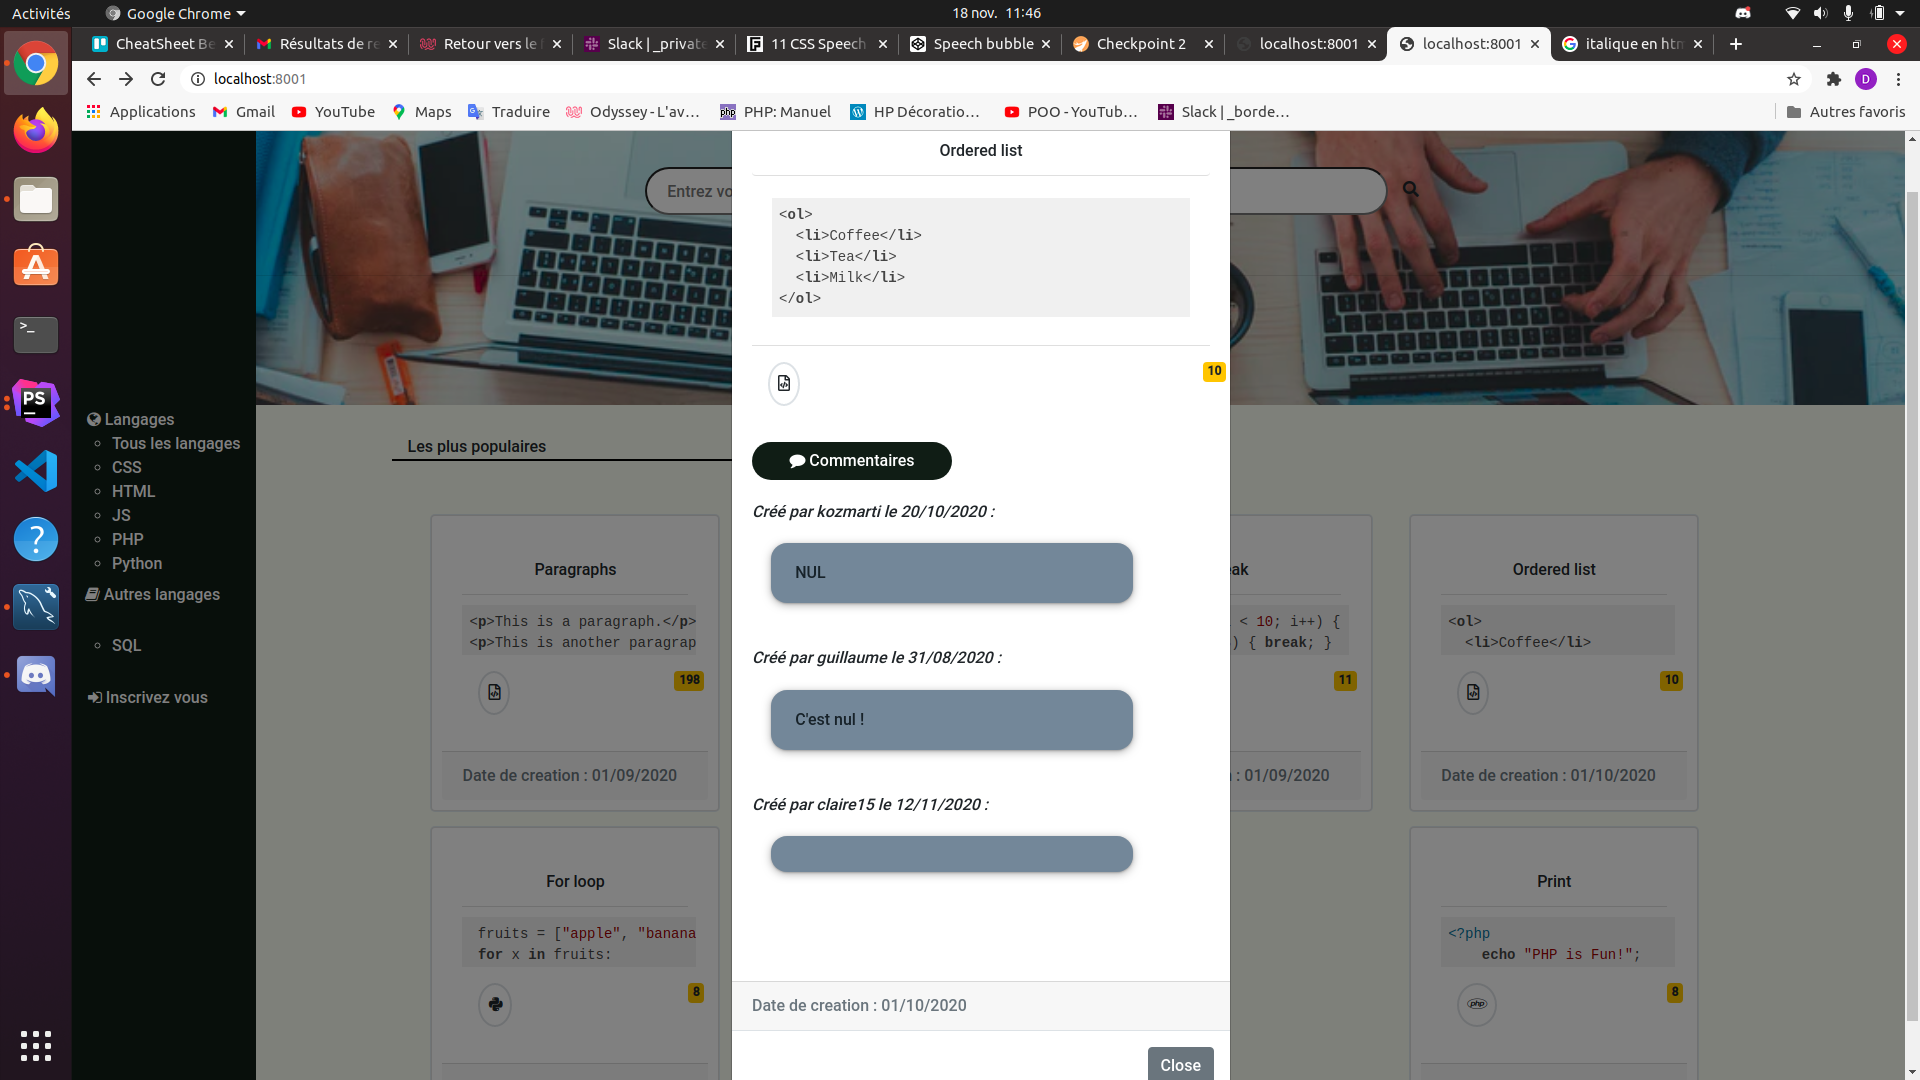 Activités
Google Chrome
18 nov. 11:46
CheatSheet Be
Résultats de re
Retour vers le f
Slack | _private
11 CSS Speech
Speech bubble
Checkpoint 2
localhost:8001
localhost:8001
italique en htm
localhost:8001
D
Applications
Gmail
YouTube
Maps
Traduire
Odyssey - L'av…
PHP: Manuel
HP Décoratio…
POO - YouTub…
Slack | _borde…
Autres favoris
Langages
Tous les langages
CSS
HTML
JS
PHP
Python
Autres langages
SQL
Inscrivez vous
Entrez vo
Les plus populaires
Paragraphs
<p>This is a paragraph.</p>
<p>This is another paragrap
198
Date de creation : 01/09/2020
For loop
fruits = ["apple", "banana
for x in fruits:
8
Ordered list
<ol>
<li>Coffee</li>
<li>Tea</li>
<li>Milk</li>
</ol>
10
Commentaires
Créé par kozmarti le 20/10/2020 :
NUL
Créé par guillaume le 31/08/2020 :
C'est nul !
Créé par claire15 le 12/11/2020 :
Date de creation : 01/10/2020
Close
eak
< 10; i++) {
) { break; }
11
: 01/09/2020
Ordered list
<ol>
<li>Coffee</li>
10
Date de creation : 01/10/2020
Print
<?php
echo "PHP is Fun!";
php
8
PS
>_
?